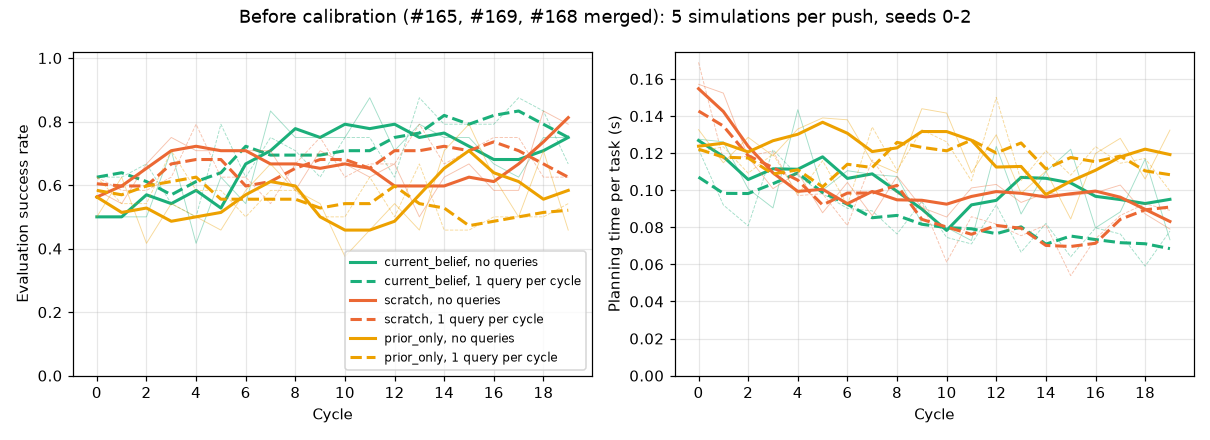 Before calibration (#165, #169, #168 merged): 5 simulations per push, seeds 0-2
Evaluation success rate
1.0
0.8
0.6
0.4
0.2
0.0
current_belief, no queries
current_belief, 1 query per cycle
scratch, no queries
scratch, 1 query per cycle
prior_only, no queries
prior_only, 1 query per cycle
0 2 4 6 8 10 12 14 16 18
Cycle
Planning time per task (s)
0.16
0.14
0.12
0.10
0.08
0.06
0.04
0.02
0.00
0 2 4 6 8 10 12 14 16 18
Cycle